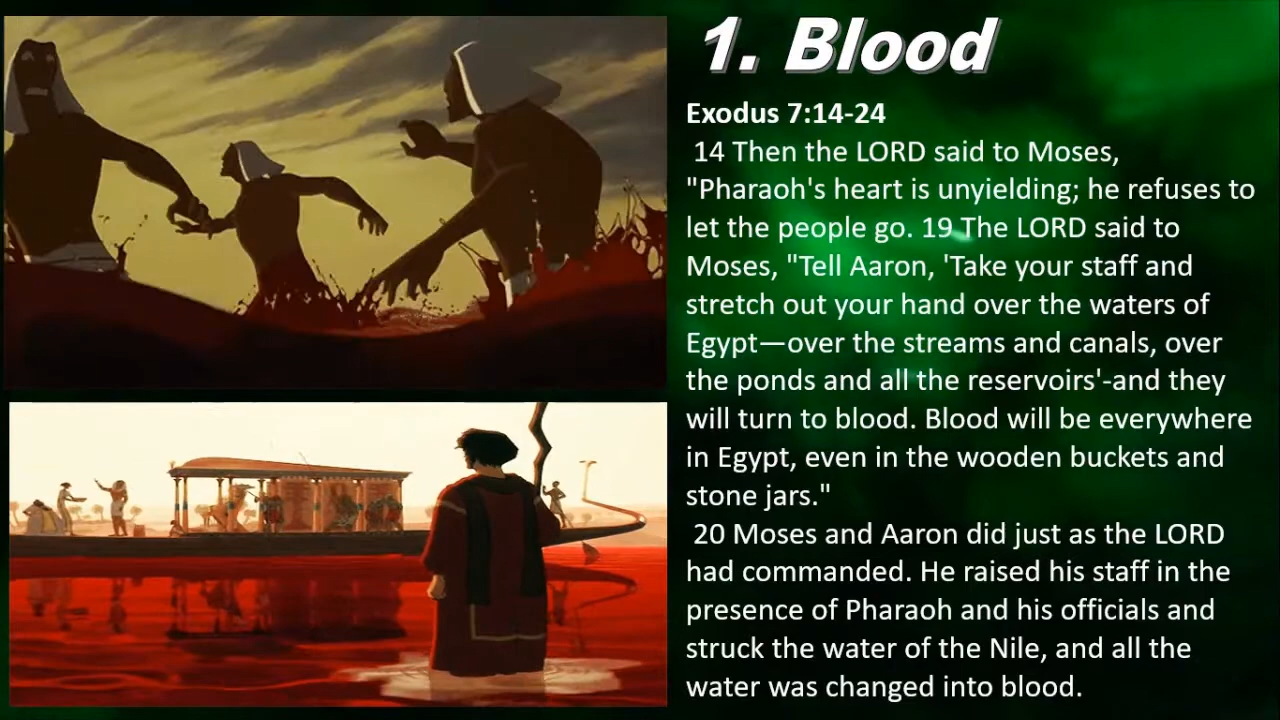 1. Blood
Exodus 7:14-24
14 Then the LORD said to Moses,
"Pharaoh's heart is unyielding; he refuses to
let the people go. 19 The LORD said to
Moses, "Tell Aaron, 'Take your staff and
stretch out your hand over the waters of
Egypt—over the streams and canals, over
the ponds and all the reservoirs'-and they
will turn to blood. Blood will be everywhere
in Egypt, even in the wooden buckets and
stone jars."
20 Moses and Aaron did just as the LORD
had commanded. He raised his staff in the
presence of Pharaoh and his officials and
struck the water of the Nile, and all the
water was changed into blood.